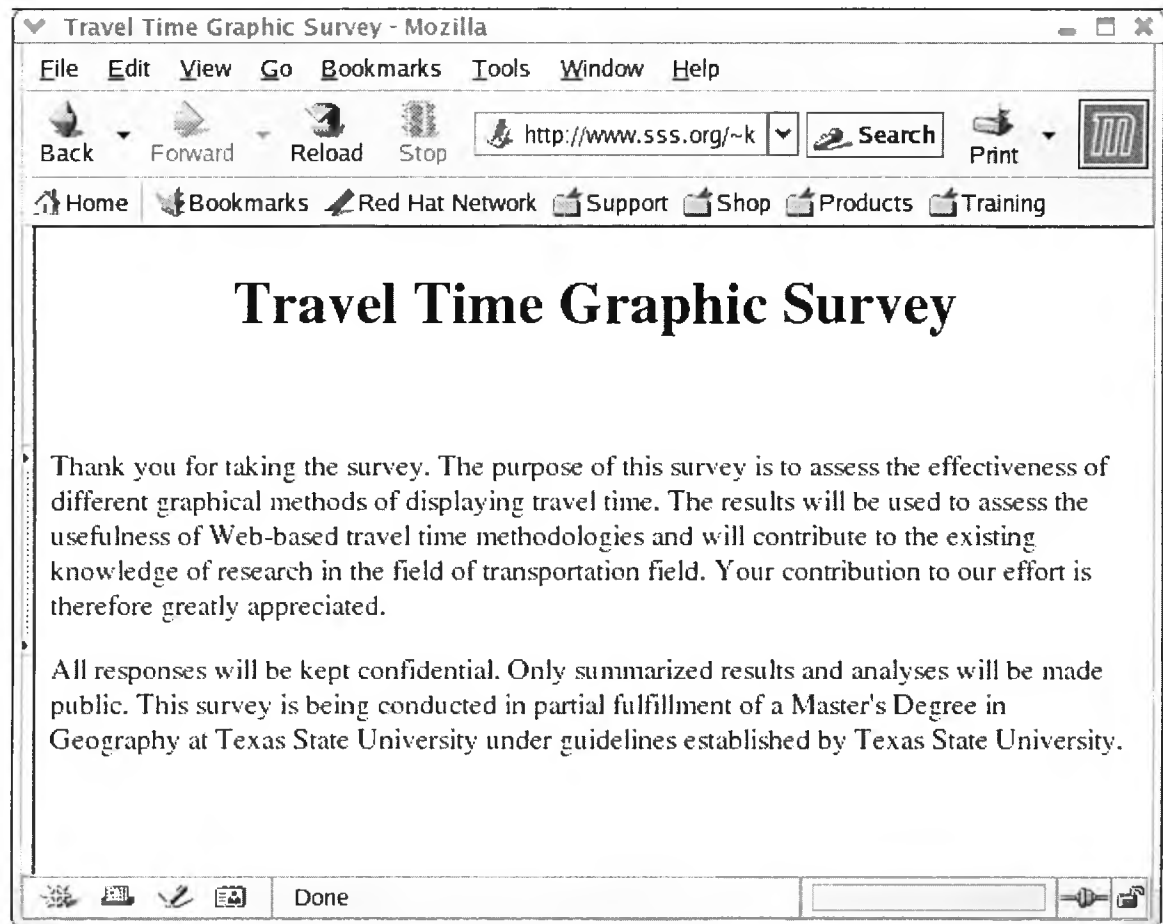 Travel Time Graphic Survey - Mozilla
File Edit View Go Bookmarks Tools Window Help
Back Forward Reload Stop http://www.sss.org/~k Search Print
Home Bookmarks Red Hat Network Support Shop Products Training
Travel Time Graphic Survey
Thank you for taking the survey. The purpose of this survey is to assess the effectiveness of
different graphical methods of displaying travel time. The results will be used to assess the
usefulness of Web-based travel time methodologies and will contribute to the existing
knowledge of research in the field of transportation field. Your contribution to our effort is
therefore greatly appreciated.
All responses will be kept confidential. Only summarized results and analyses will be made
public. This survey is being conducted in partial fulfillment of a Master's Degree in
Geography at Texas State University under guidelines established by Texas State University.
Done